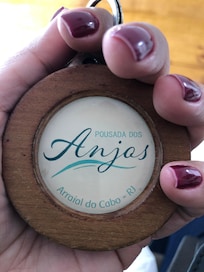 POUSADA DOS
Anjos
Arraial do Cabo - RJ